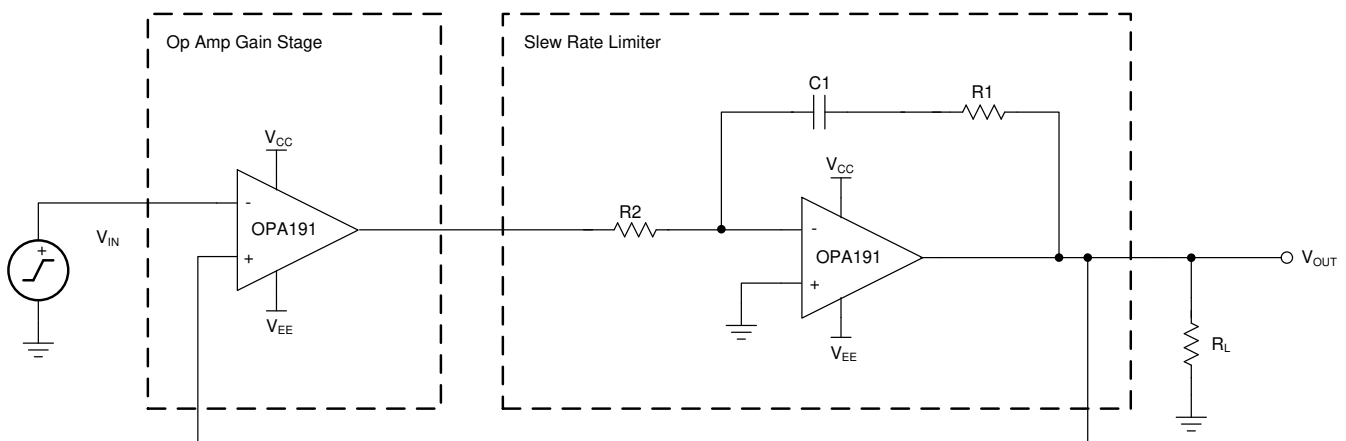 Op Amp Gain Stage
Slew Rate Limiter
C1
R1
VCC
VCC
R2
-
OPA191
-
OPA191
VIN
+
+
+
VOUT
VEE
VEE
RL